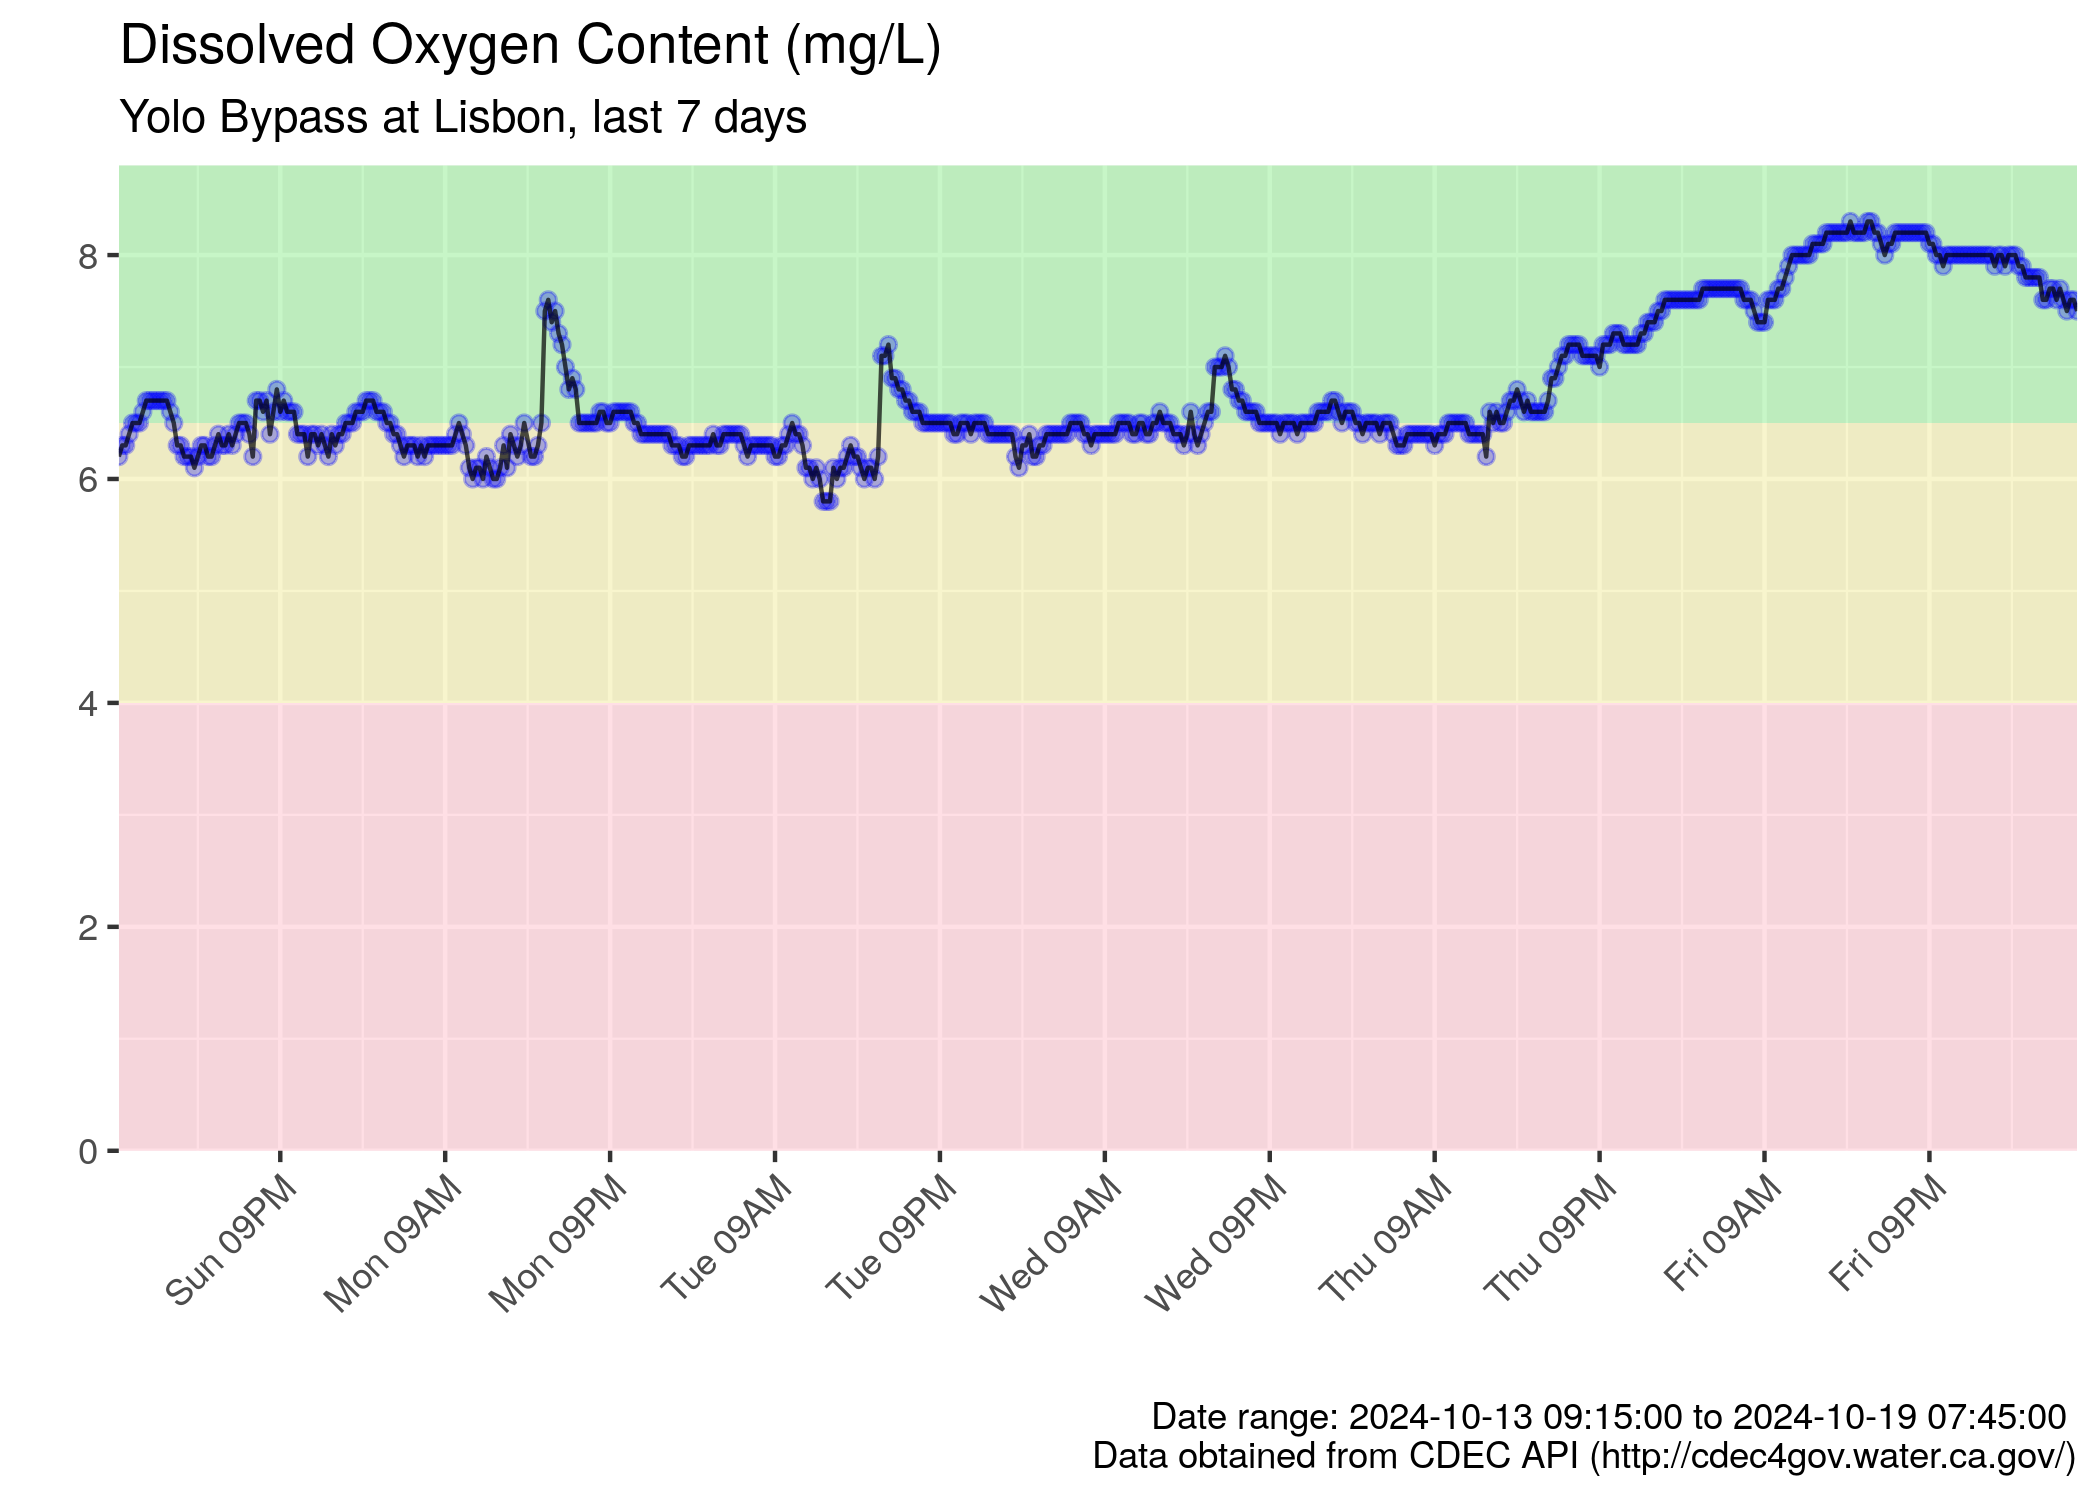 Dissolved Oxygen Content (mg/L)
Yolo Bypass at Lisbon, last 7 days
8
6
4
2
0
Sun 09PM
Mon 09AM
Mon 09PM
Tue 09AM
Tue 09PM
Wed 09AM
Wed 09PM
Thu 09AM
Thu 09PM
Fri 09AM
Fri 09PM
Date range: 2024-10-13 09:15:00 to 2024-10-19 07:45:00
Data obtained from CDEC API (http://cdec4gov.water.ca.gov/)